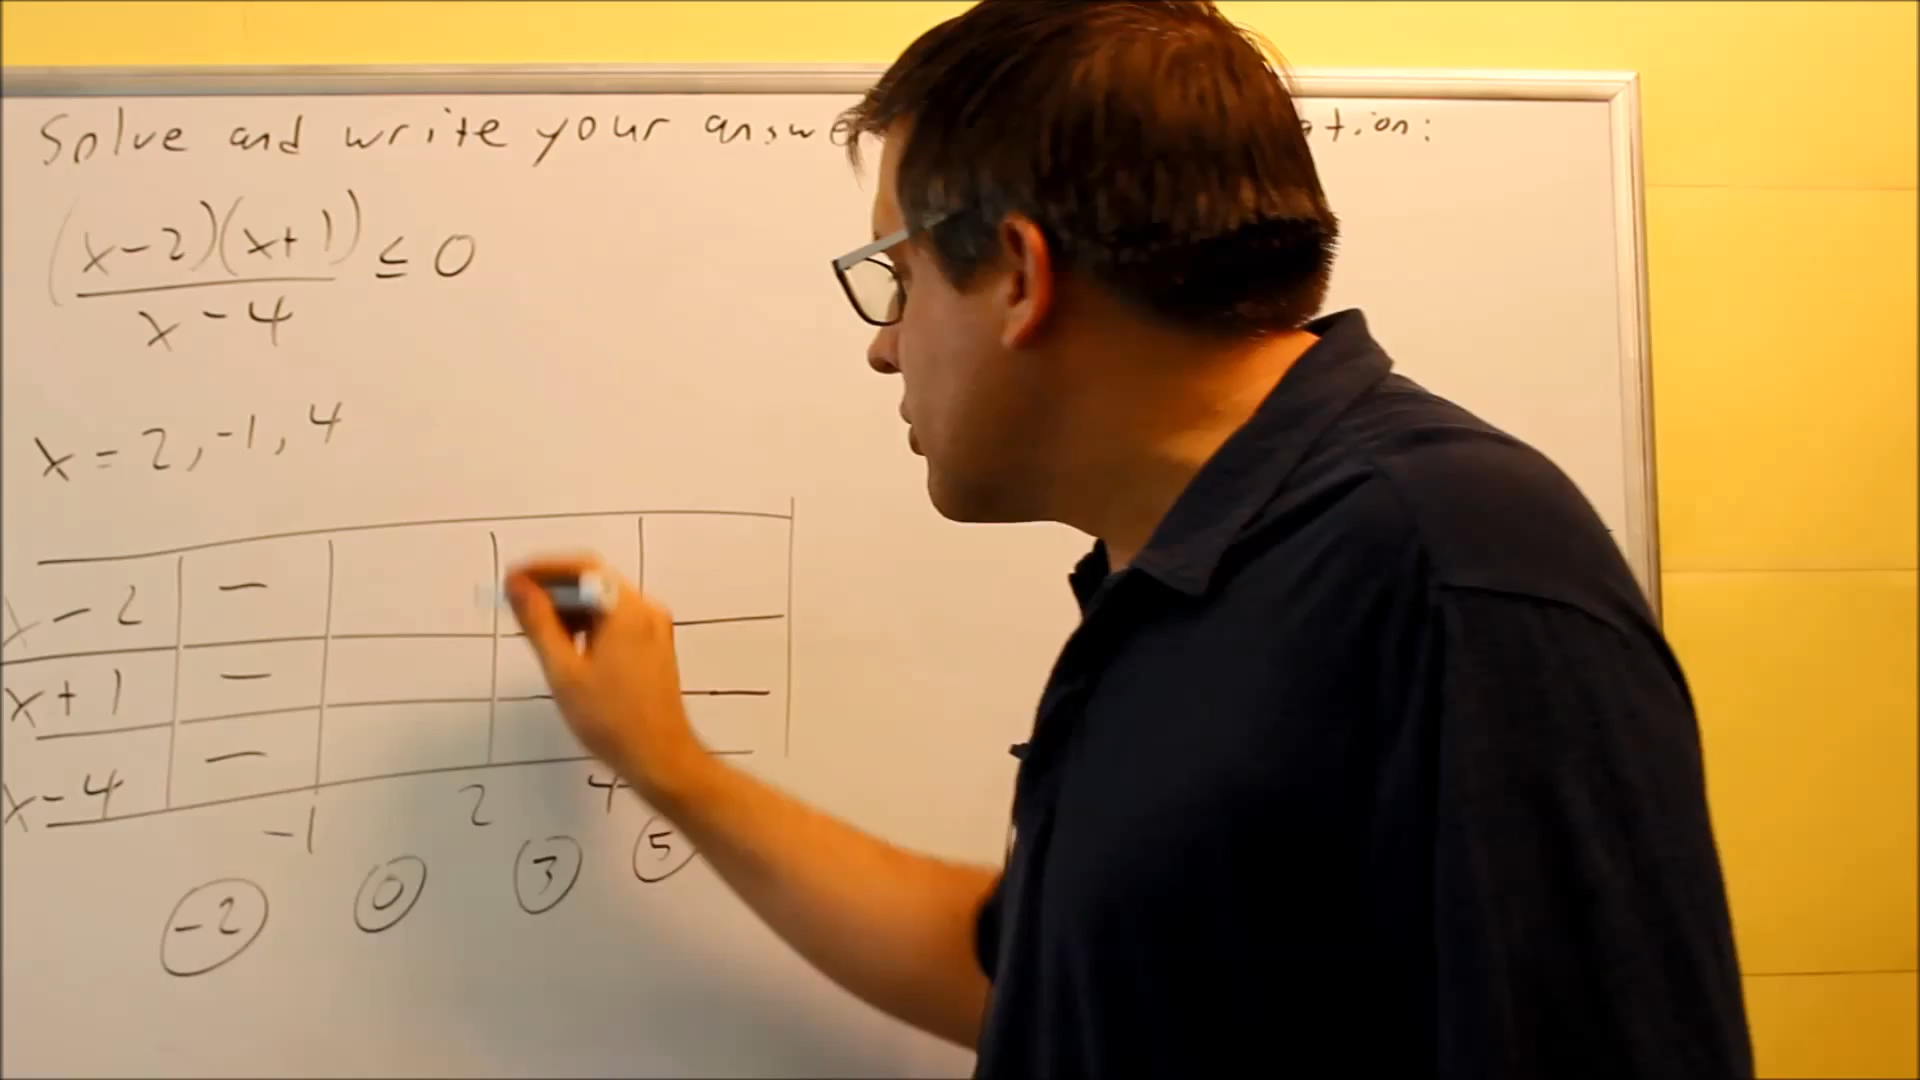 Solve and write your answer ation:
(x-2)(x+1) ≤ 0
x-4
x = 2, -1, 4
x-2 -
x+1 -
x-4 -
-1 2 4
-2 0 3 5